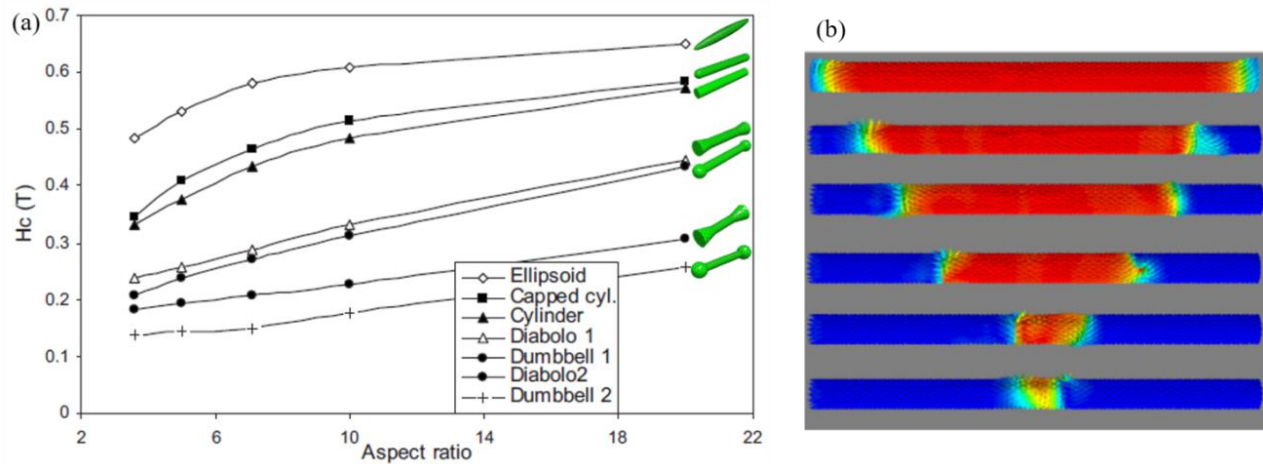 (a)
(b)
0.7
0.6
0.5
0.4
0.3
0.2
0.1
0
Hc (T)
2
6
10
14
18
22
Aspect ratio
Ellipsoid
Capped cyl.
Cylinder
Diabolo 1
Dumbbell 1
Diabolo2
Dumbbell 2